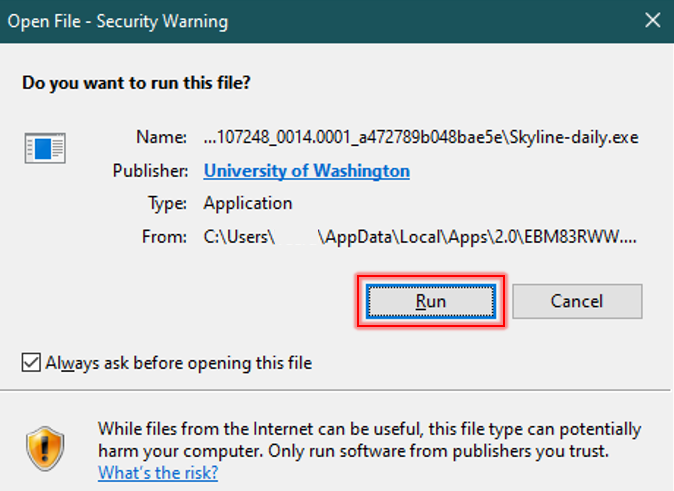 Open File - Security Warning
Do you want to run this file?
Name: ...107248_0014.0001_a472789b048bae5e\Skyline-daily.exe
Publisher: University of Washington
Type: Application
From: C:\Users\ \AppData\Local\Apps\2.0\EBM83RWW....
Run Cancel
Always ask before opening this file
While files from the Internet can be useful, this file type can potentially
harm your computer. Only run software from publishers you trust.
What's the risk?